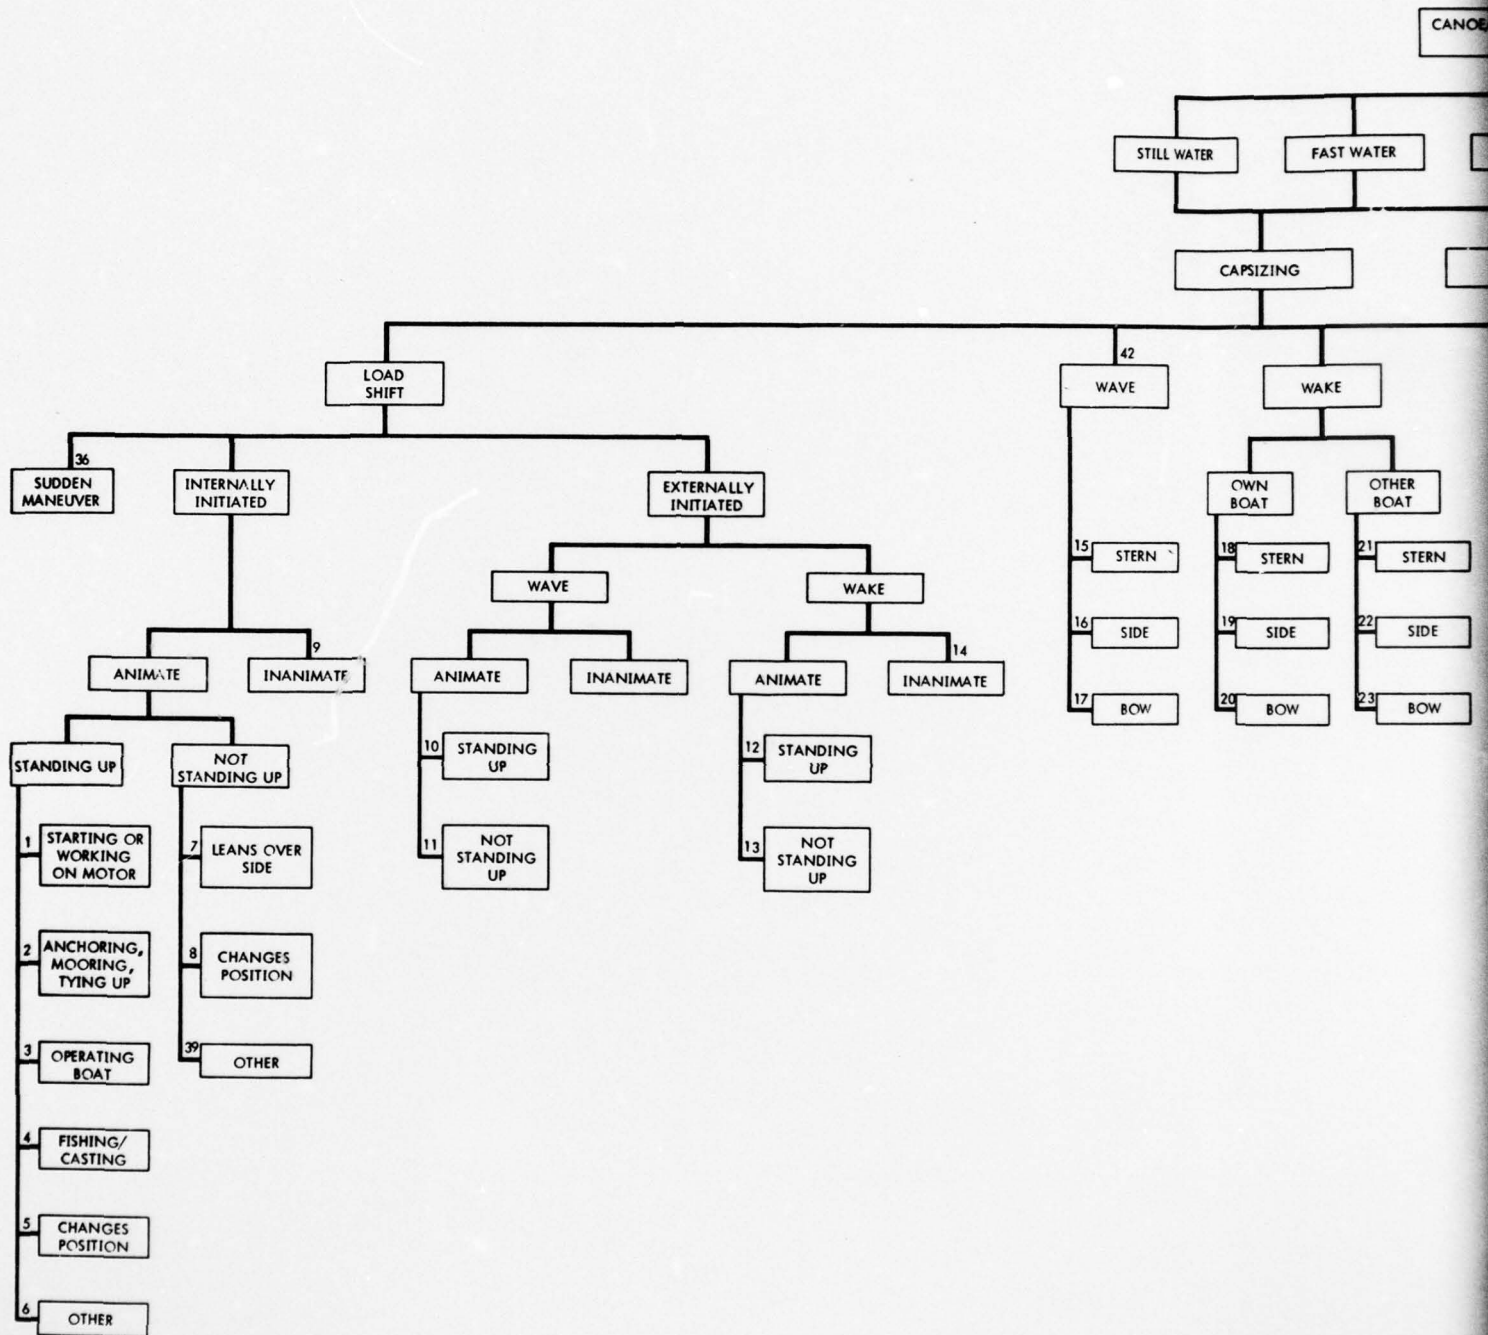 CANOE
STILL WATER
FAST WATER
CAPSIZING
LOAD
SHIFT
42
WAVE
WAKE
36
SUDDEN
MANEUVER
INTERNALLY
INITIATED
EXTERNALLY
INITIATED
OWN
BOAT
OTHER
BOAT
WAVE
WAKE
15
STERN
18
STERN
21
STERN
16
SIDE
19
SIDE
22
SIDE
17
BOW
20
BOW
23
BOW
ANIMATE
9
INANIMATE
ANIMATE
INANIMATE
ANIMATE
14
INANIMATE
STANDING UP
NOT
STANDING UP
10
STANDING
UP
12
STANDING
UP
11
NOT
STANDING
UP
13
NOT
STANDING
UP
1
STARTING OR
WORKING
ON MOTOR
7
LEANS OVER
SIDE
2
ANCHORING,
MOORING,
TYING UP
8
CHANGES
POSITION
3
OPERATING
BOAT
39
OTHER
4
FISHING/
CASTING
5
CHANGES
POSITION
6
OTHER